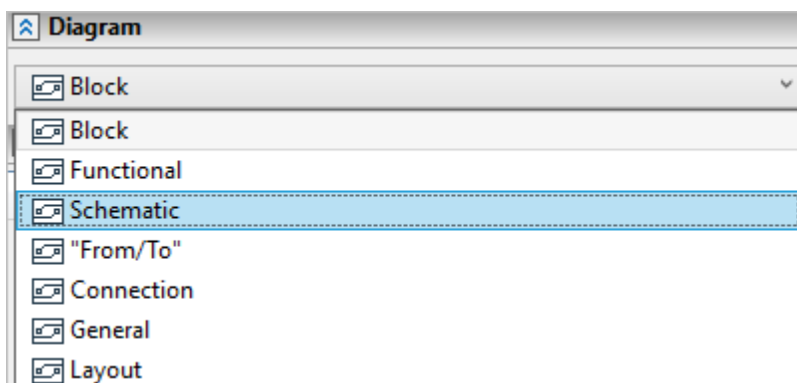 Diagram
Block
Block
Functional
Schematic
"From/To"
Connection
General
Layout